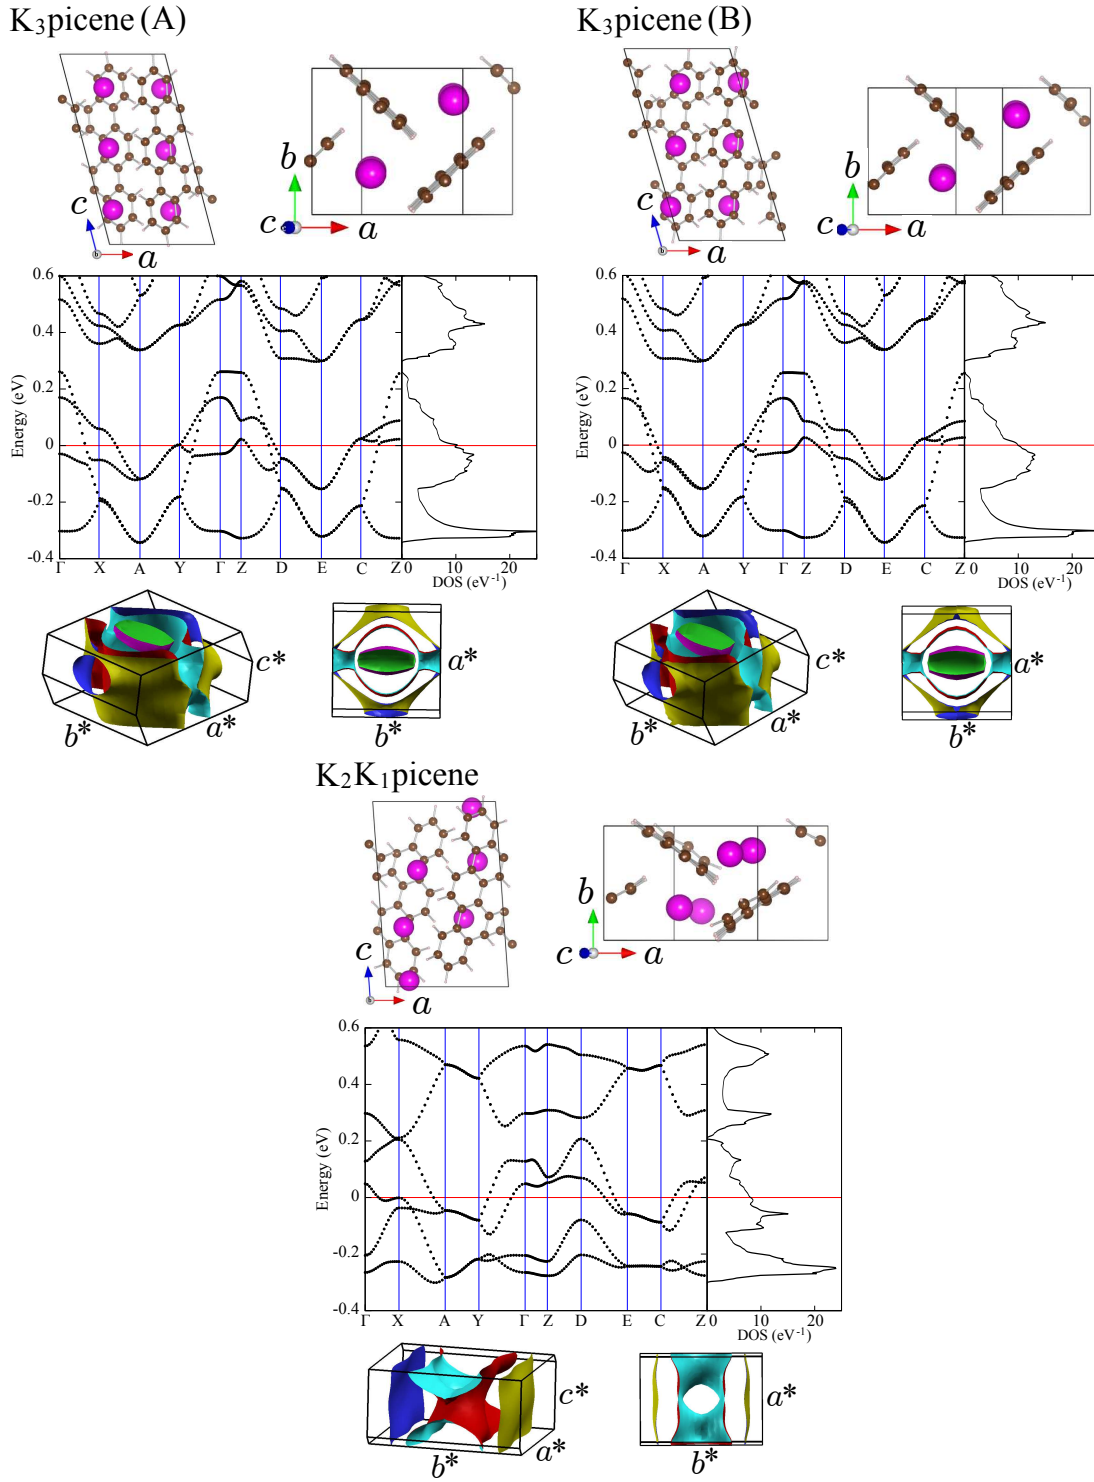 K₃picene (A)
K₃picene (B)
c
b
a
b
c
a
c
b
a
b
c
a
0.6
0.4
0.2
0
-0.2
-0.4
Energy (eV)
Γ X A Y Γ Z D E C Z
0 10 20
DOS (eV⁻¹)
0.6
0.4
0.2
0
-0.2
-0.4
Energy (eV)
Γ X A Y Γ Z D E C Z
0 10 20
DOS (eV⁻¹)
c*
a*
b*
a*
b*
c*
a*
b*
a*
b*
K₂K₁picene
c
b
a
b
c
a
0.6
0.4
0.2
0
-0.2
-0.4
Energy (eV)
Γ X A Y Γ Z D E C Z
0 10 20
DOS (eV⁻¹)
c*
a*
b*
a*
b*